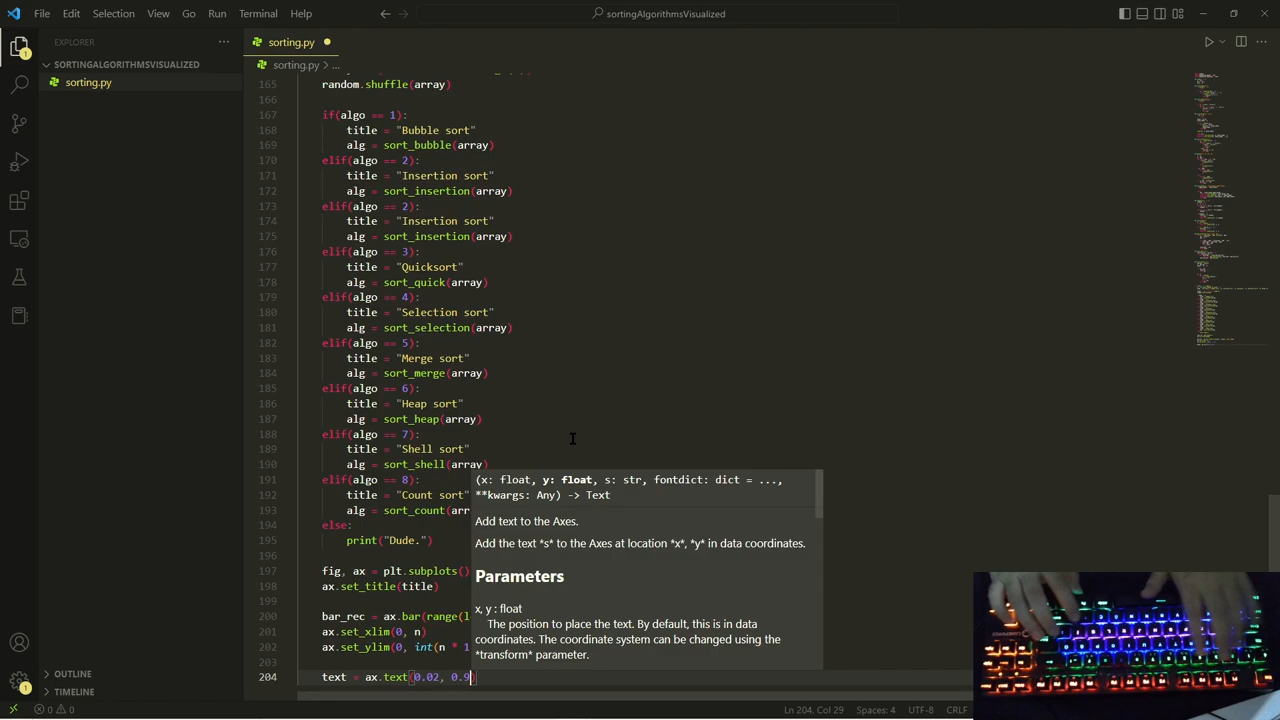 File Edit Selection View Go Run Terminal Help
sortingAlgorithmsVisualized
EXPLORER
SORTINGALGORITHMSVISUALIZED
sorting.py
OUTLINE
TIMELINE
sorting.py
sorting.py > ...
165 random.shuffle(array)
166
167 if(algo == 1):
168 title = "Bubble sort"
169 alg = sort_bubble(array)
170 elif(algo == 2):
171 title = "Insertion sort"
172 alg = sort_insertion(array)
173 elif(algo == 2):
174 title = "Insertion sort"
175 alg = sort_insertion(array)
176 elif(algo == 3):
177 title = "Quicksort"
178 alg = sort_quick(array)
179 elif(algo == 4):
180 title = "Selection sort"
181 alg = sort_selection(array)
182 elif(algo == 5):
183 title = "Merge sort"
184 alg = sort_merge(array)
185 elif(algo == 6):
186 title = "Heap sort"
187 alg = sort_heap(array)
188 elif(algo == 7):
189 title = "Shell sort"
190 alg = sort_shell(array)
191 elif(algo == 8):
192 title = "Count sort"
193 alg = sort_count(arr
194 else:
195 print("Dude.")
196
197 fig, ax = plt.subplots()
198 ax.set_title(title)
199
200 bar_rec = ax.bar(range(l
201 ax.set_xlim(0, n)
202 ax.set_ylim(0, int(n * 1
203
204 text = ax.text(0.02, 0.9)
(x: float, y: float, s: str, fontdict: dict = ...,
**kwargs: Any) -> Text
Add text to the Axes.
Add the text *s* to the Axes at location *x*, *y* in data coordinates.
Parameters
x, y : float
The position to place the text. By default, this is in data
coordinates. The coordinate system can be changed using the
*transform* parameter.
0 0
Ln 204, Col 29 Spaces: 4 UTF-8 CRLF